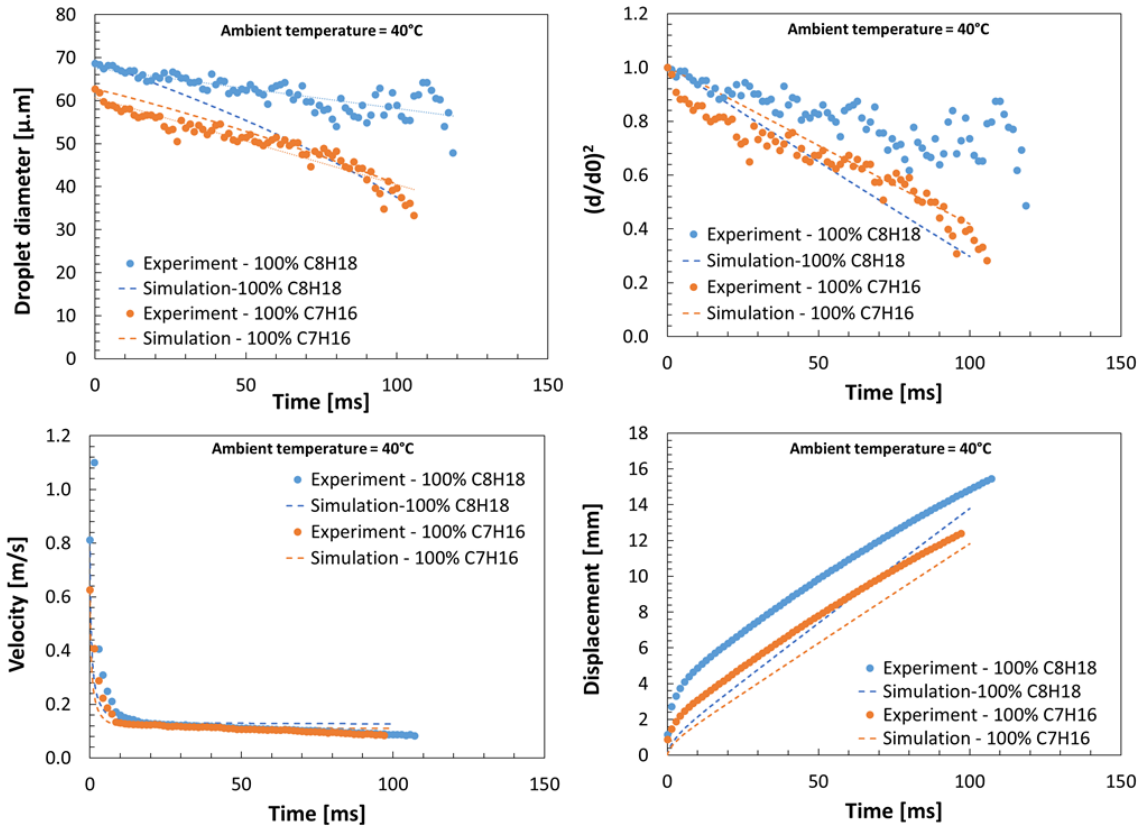 Ambient temperature = 40°C
Droplet diameter [µ.m]
80
70
60
50
40
30
20
10
0
Experiment - 100% C8H18
Simulation-100% C8H18
Experiment - 100% C7H16
Simulation - 100% C7H16
0
50
100
150
Time [ms]
Ambient temperature = 40°C
(d/d0)²
1.2
1.0
0.8
0.6
0.4
0.2
0.0
Experiment - 100% C8H18
Simulation-100% C8H18
Experiment - 100% C7H16
Simulation - 100% C7H16
0
50
100
150
Time [ms]
Ambient temperature = 40°C
Velocity [m/s]
1.2
1.0
0.8
0.6
0.4
0.2
0.0
Experiment - 100% C8H18
Simulation-100% C8H18
Experiment - 100% C7H16
Simulation - 100% C7H16
0
50
100
150
Time [ms]
Ambient temperature = 40°C
Displacement [mm]
18
16
14
12
10
8
6
4
2
0
Experiment - 100% C8H18
Simulation-100% C8H18
Experiment - 100% C7H16
Simulation - 100% C7H16
0
50
100
150
Time [ms]